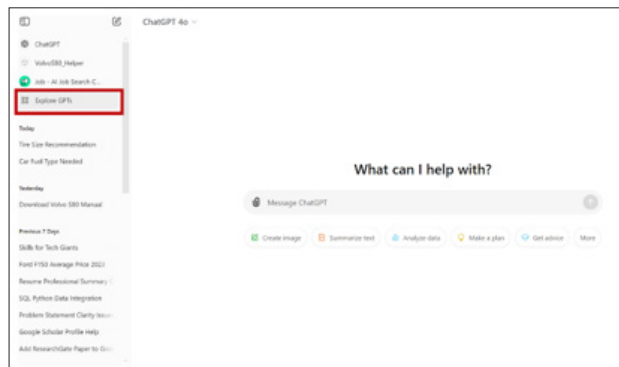 ChatGPT 4o
ChatGPT
VolvoS80_Helper
Job - AI Job Search C...
Explore GPTs
Today
Tire Size Recommendation
Car Fuel Type Needed
Yesterday
Download Volvo S80 Manual
Previous 7 Days
Skills for Tech Giants
Ford F150 Average Price 2023
Resume Professional Summary
SQL Python Data Integration
Problem Statement Clarity
Google Scholar Profile Help
Add ResearchGate Paper to
What can I help with?
Message ChatGPT
Create image
Summarize text
Analyze data
Make a plan
Get advice
More